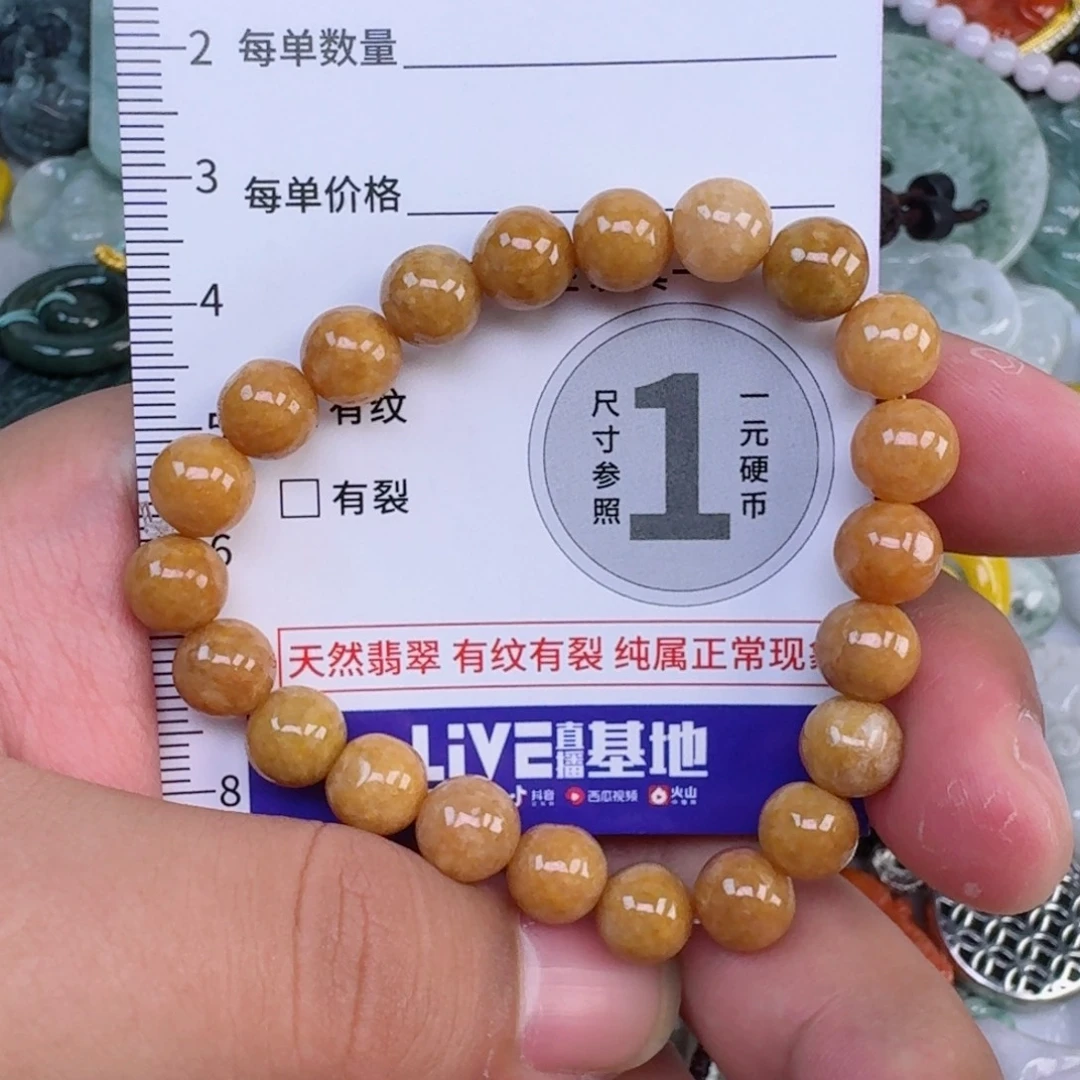 2 每单数量
3 每单价格
4
有纹
有裂
6
尺寸参照
1
一元硬币
天然翡翠 有纹有裂 纯属正常现
LiVE直播基地
抖音 西瓜视频 火山
8